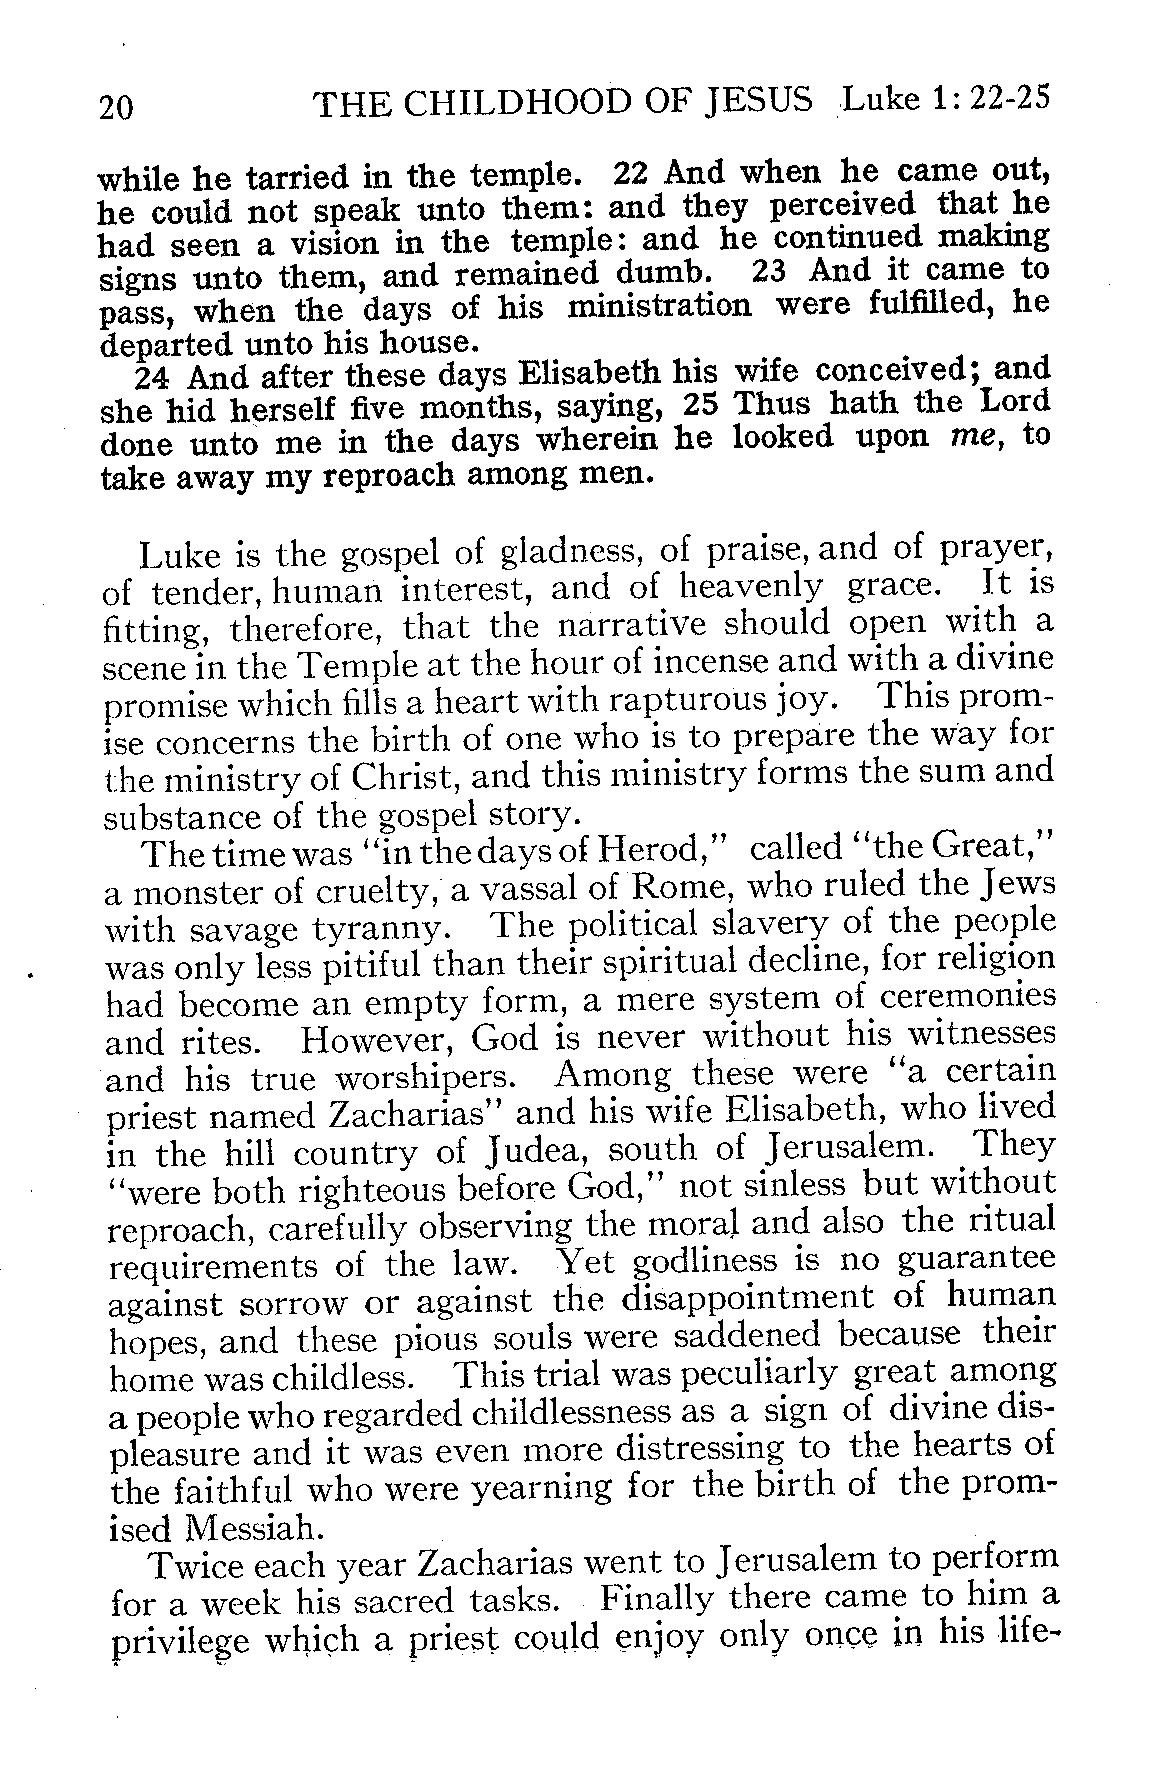 20 THE CHILDHOOD OF JESUS Luke 1: 22-25
while he tarried in the temple. 22 And when he came out,
he could not speak unto them: and they perceived that he
had seen a vision in the temple: and he continued making
signs unto them, and remained dumb. 23 And it came to
pass, when the days of his ministration were fulfilled, he
departed unto his house.
24 And after these days Elisabeth his wife conceived; and
she hid herself five months, saying, 25 Thus hath the Lord
done unto me in the days wherein he looked upon me, to
take away my reproach among men.
Luke is the gospel of gladness, of praise, and of prayer,
of tender, human interest, and of heavenly grace. It is
fitting, therefore, that the narrative should open with a
scene in the Temple at the hour of incense and with a divine
promise which fills a heart with rapturous joy. This prom-
ise concerns the birth of one who is to prepare the way for
the ministry of Christ, and this ministry forms the sum and
substance of the gospel story.
The time was "in the days of Herod," called "the Great,"
a monster of cruelty, a vassal of Rome, who ruled the Jews
with savage tyranny. The political slavery of the people
was only less pitiful than their spiritual decline, for religion
had become an empty form, a mere system of ceremonies
and rites. However, God is never without his witnesses
and his true worshipers. Among these were "a certain
priest named Zacharias" and his wife Elisabeth, who lived
in the hill country of Judea, south of Jerusalem. They
"were both righteous before God," not sinless but without
reproach, carefully observing the moral and also the ritual
requirements of the law. Yet godliness is no guarantee
against sorrow or against the disappointment of human
hopes, and these pious souls were saddened because their
home was childless. This trial was peculiarly great among
a people who regarded childlessness as a sign of divine dis-
pleasure and it was even more distressing to the hearts of
the faithful who were yearning for the birth of the prom-
ised Messiah.
Twice each year Zacharias went to Jerusalem to perform
for a week his sacred tasks. Finally there came to him a
privilege which a priest could enjoy only once in his life-